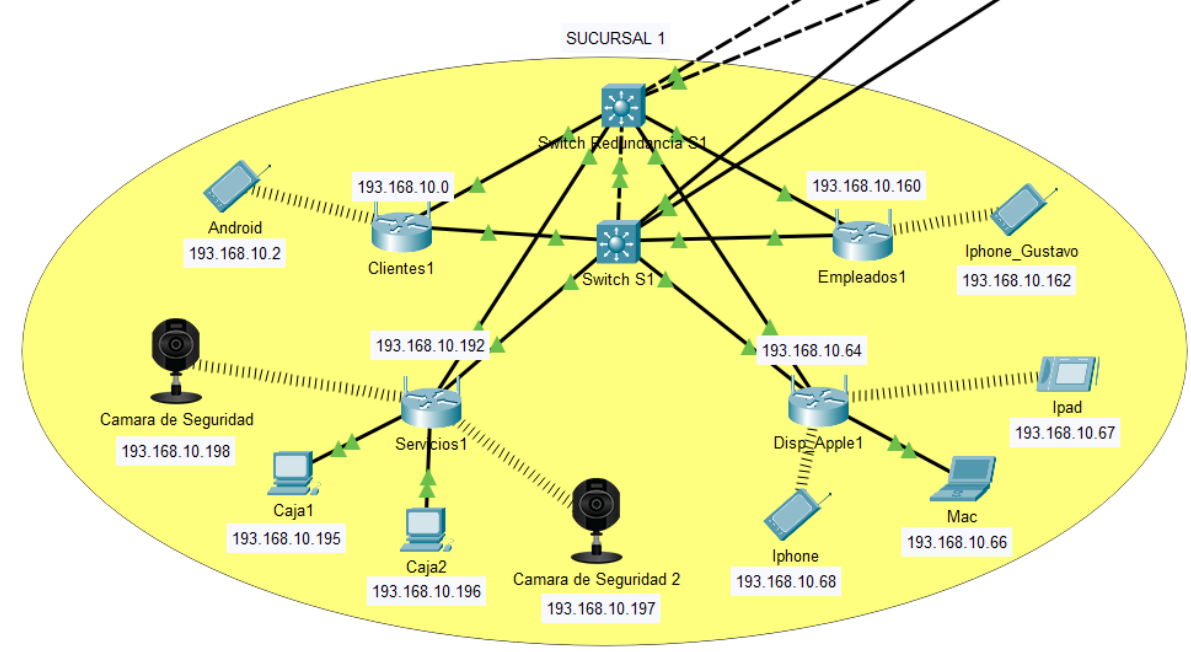 SUCURSAL 1
Switch Redundancia S1
193.168.10.0
193.168.10.160
Android
193.168.10.2
Clientes1
Switch S1
Empleados1
Iphone_Gustavo
193.168.10.162
193.168.10.192
193.168.10.64
Camara de Seguridad
193.168.10.198
Servicios1
Disp_Apple1
Ipad
193.168.10.67
Caja1
193.168.10.195
Caja2
193.168.10.196
Camara de Seguridad 2
193.168.10.197
Iphone
193.168.10.68
Mac
193.168.10.66